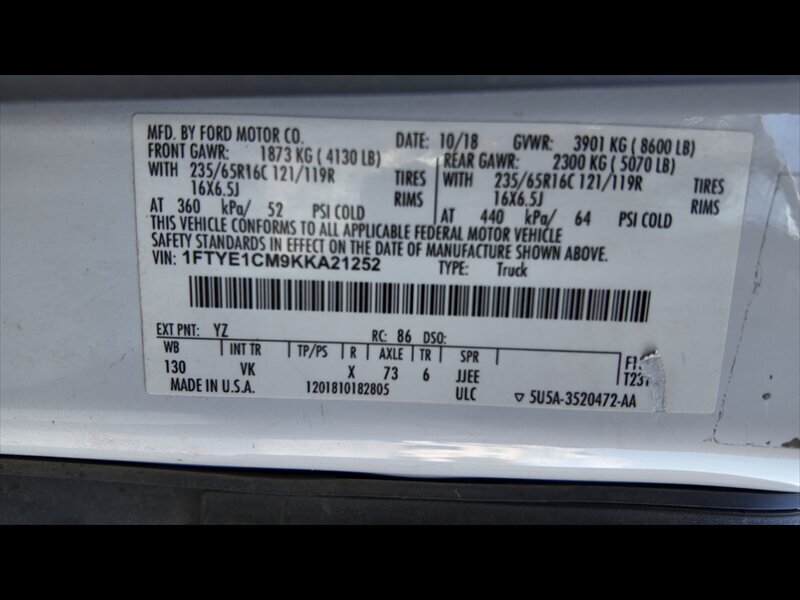 MFD. BY FORD MOTOR CO. DATE: 10/18 GVWR: 3901 KG ( 8600 LB)
FRONT GAWR: 1873 KG ( 4130 LB) REAR GAWR: 2300 KG ( 5070 LB)
WITH 235/65R16C 121/119R TIRES WITH 235/65R16C 121/119R TIRES
16X6.5J RIMS 16X6.5J RIMS
AT 360 kPa/ 52 PSI COLD AT 440 kPa/ 64 PSI COLD
THIS VEHICLE CONFORMS TO ALL APPLICABLE FEDERAL MOTOR VEHICLE
SAFETY STANDARDS IN EFFECT ON THE DATE OF MANUFACTURE SHOWN ABOVE.
VIN: 1FTYE1CM9KKA21252 TYPE: Truck
EXT PNT: YZ RC: 86 DSO:
WB INT TR TP/PS R AXLE TR SPR
130 VK X 73 6 JJEE
ULC
MADE IN U.S.A. 1201810182805 5U5A-3520472-AA